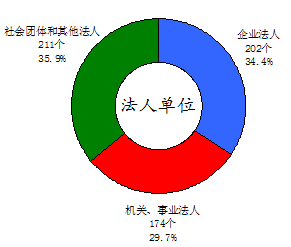 社会团体和其他法人
211个
35.9%
企业法人
202个
34.4%
法人单位
机关、事业法人
174个
29.7%